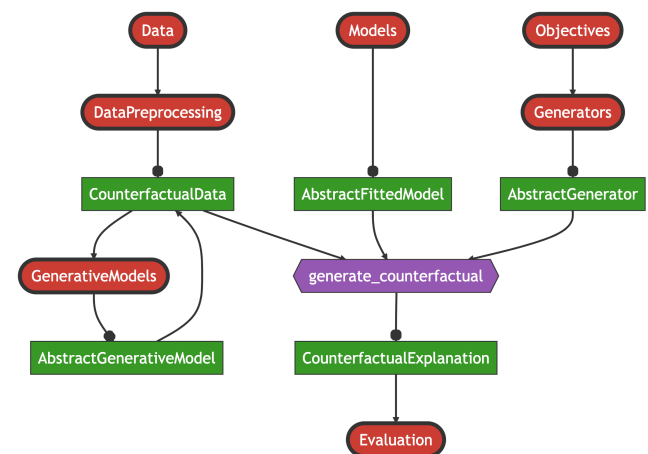 Data
Models
Objectives
DataPreprocessing
Generators
CounterfactualData
AbstractFittedModel
AbstractGenerator
GenerativeModels
generate_counterfactual
AbstractGenerativeModel
CounterfactualExplanation
Evaluation